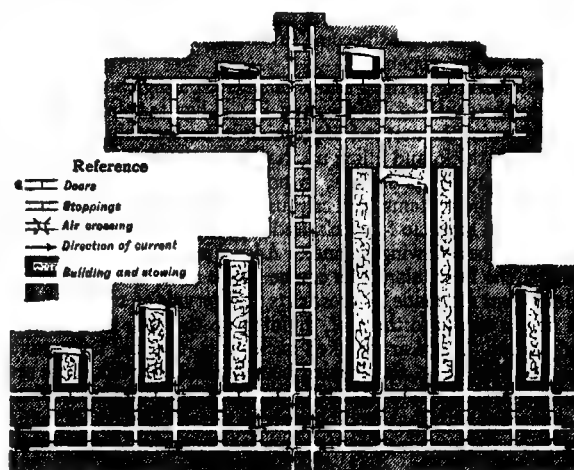 Reference
Doors
Stoppings
Air crossing
Direction of current
Building and stowing